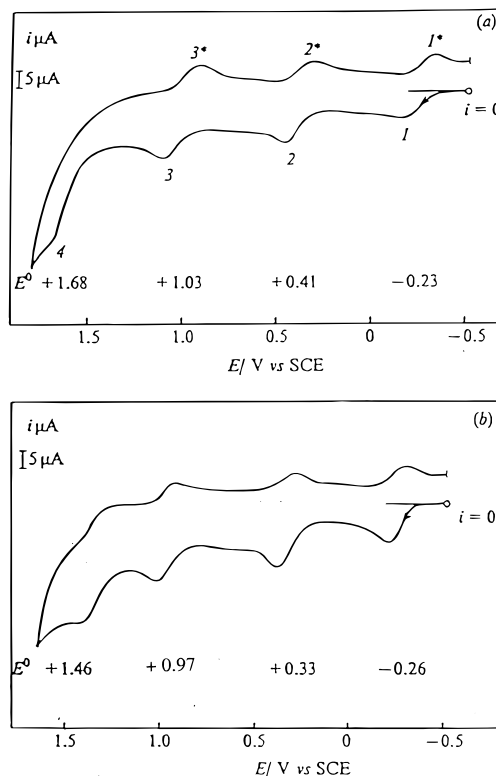 (a)
i μA
3* 2* 1*
5 μA
i = 0
1
2
3
4
E⁰ +1.68 +1.03 +0.41 −0.23
1.5 1.0 0.5 0 −0.5
E/ V vs SCE
(b)
i μA
5 μA
i = 0
E⁰ +1.46 +0.97 +0.33 −0.26
1.5 1.0 0.5 0 −0.5
E/ V vs SCE